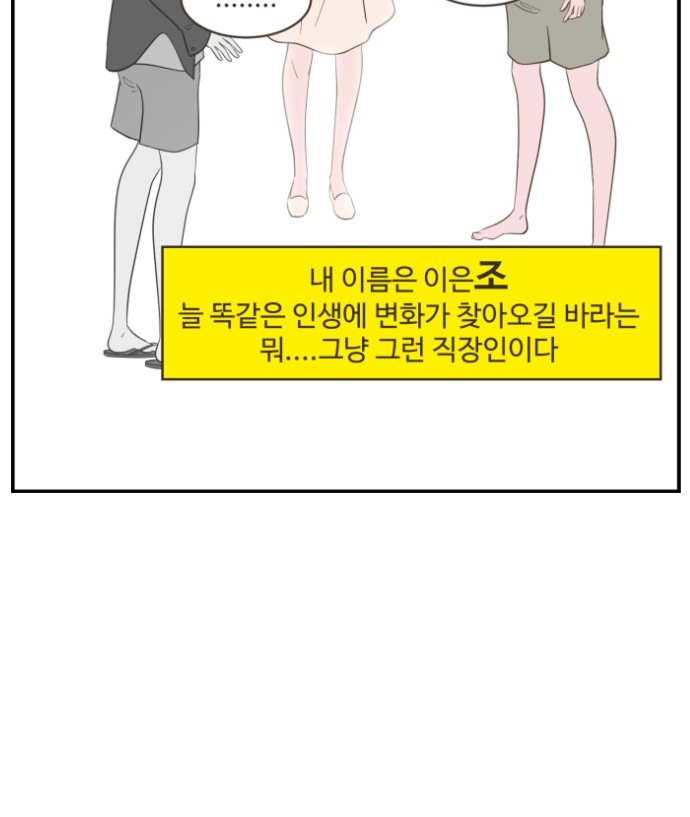 .........
내 이름은 이은조
늘 똑같은 인생에 변화가 찾아오길 바라는
뭐....그냥 그런 직장인이다